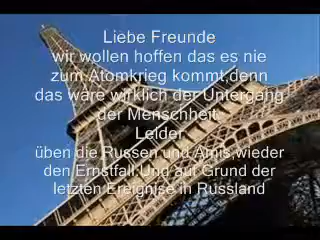 Liebe Freunde
wir wollen hoffen das es nie
zum Atomkrieg kommt,denn
das wäre wirklich der Untergang
der Menschheit.
Leider
üben die Russen und Amis,wieder
den Ernstfall.Und auf Grund der
letzten Ereignise in Russland